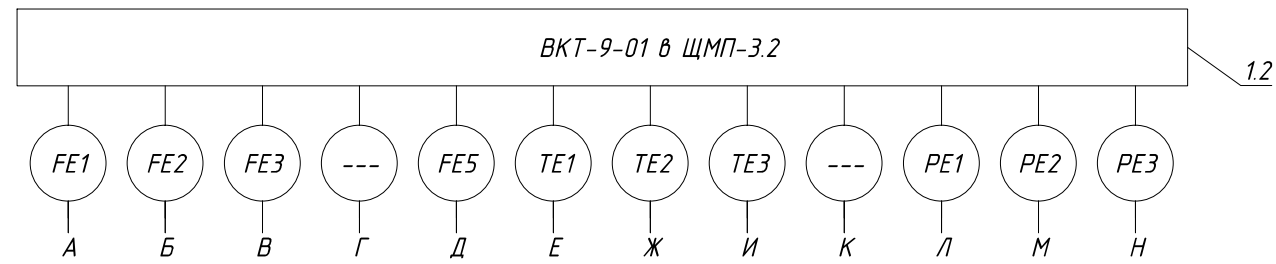 ВКТ-9-01 в ЩМП-3.2
1.2
FE1 FE2 FE3 --- FE5 TE1 TE2 TE3 --- PE1 PE2 PE3
А Б В Г Д Е Ж И К Л М Н